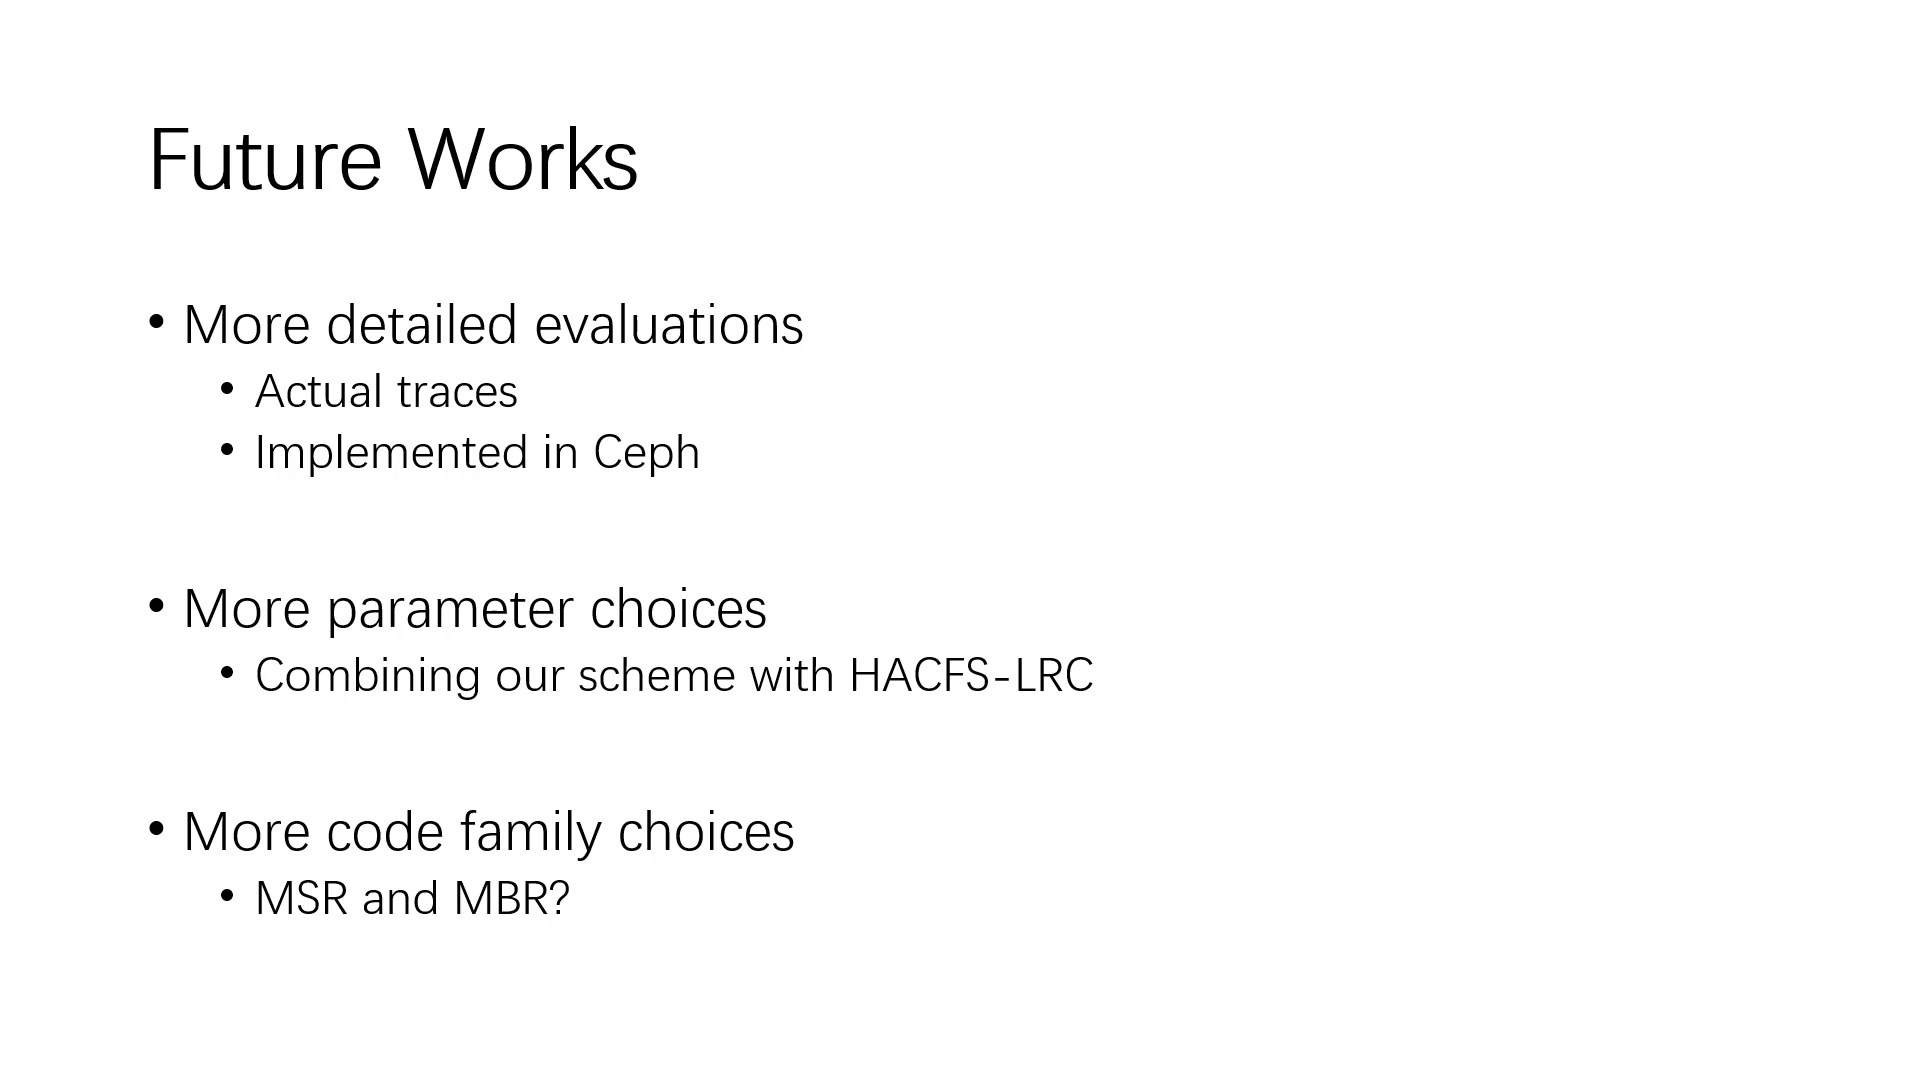 Future Works
• More detailed evaluations
• Actual traces
• Implemented in Ceph
• More parameter choices
• Combining our scheme with HACFS-LRC
• More code family choices
• MSR and MBR?